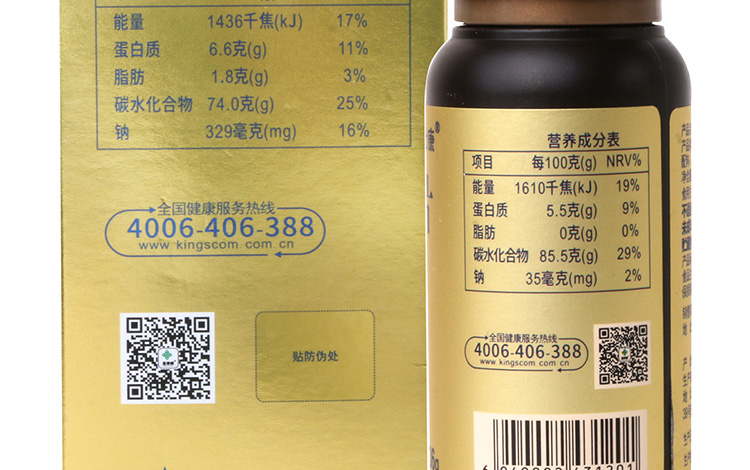 能量 1436千焦(kJ) 17%
蛋白质 6.6克(g) 11%
脂肪 1.8克(g) 3%
碳水化合物 74.0克(g) 25%
钠 329毫克(mg) 16%
全国健康服务热线
4006-406-388
www.kingscom.com.cn
贴防伪处
康®
营养成分表
项目 每100克(g) NRV%
能量 1610千焦(kJ) 19%
蛋白质 5.5克(g) 9%
脂肪 0克(g) 0%
碳水化合物 85.5克(g) 29%
钠 35毫克(mg) 2%
全国健康服务热线
4006-406-388
www.kingscom.com.cn